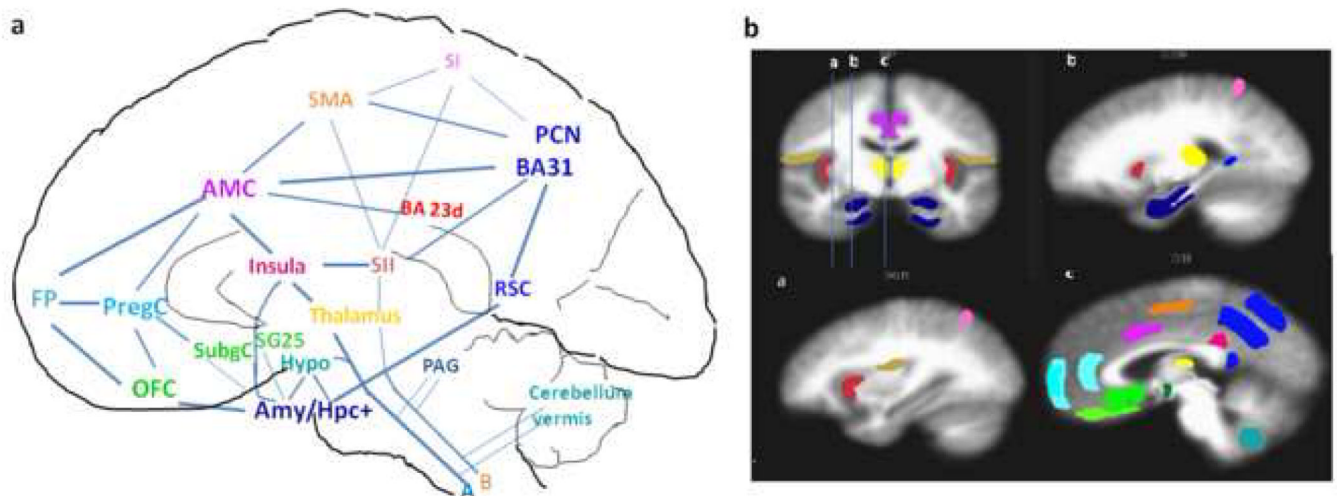 a
SI
SMA
PCN
BA31
AMC
BA 23d
Insula
SII
RSC
FP
PregC
Thalamus
SG25
SubgC
Hypo
PAG
OFC
Amy/Hpc+
Cerebellum
vermis
A
B
b
a b c
b
a
c